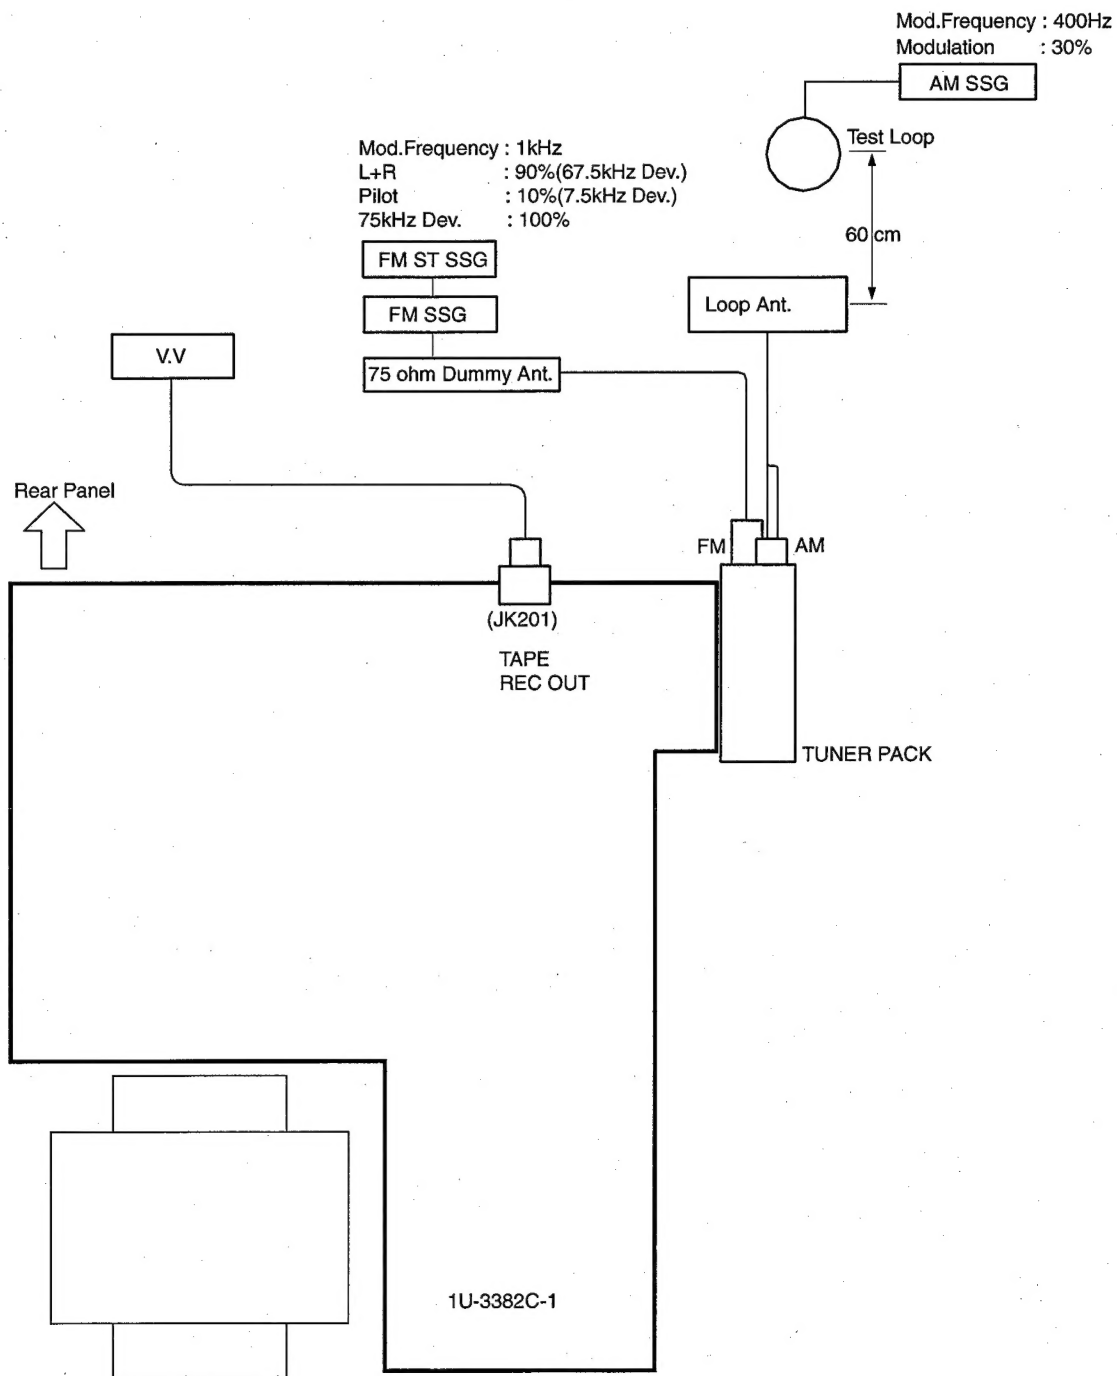 Mod.Frequency : 400Hz
Modulation : 30%
AM SSG
Test Loop
Mod.Frequency : 1kHz
L+R : 90%(67.5kHz Dev.)
Pilot : 10%(7.5kHz Dev.)
75kHz Dev. : 100%
60 cm
FM ST SSG
Loop Ant.
FM SSG
V.V
75 ohm Dummy Ant.
Rear Panel
FM
AM
(JK201)
TAPE
REC OUT
TUNER PACK
1U-3382C-1